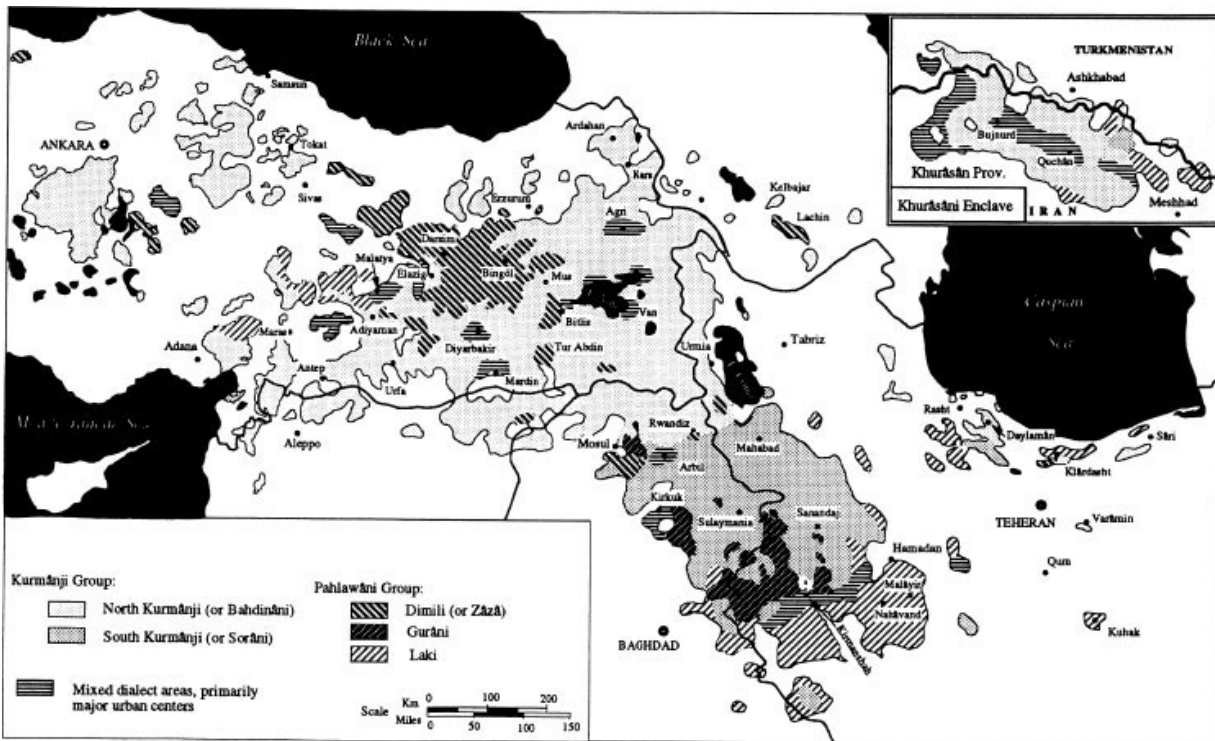 Black Sea
Samsun
ANKARA
Tokat
Sivas
Ardahan
Kars
Erzurum
Agri
Kelbajar
Lachin
Malatya
Elazig
Bingöl
Mus
Van
Bitlis
Adiyaman
Maras
Adana
Diyarbakir
Tur Abdin
Antep
Urfa
Mardin
Aleppo
Urmia
Tabriz
Caspian
Sea
Rasht
Daylamân
Sâri
Klârdasht
TEHERAN
Varâmin
Qum
Kuhak
Mosul
Rwandiz
Arbil
Mahabad
Kirkuk
Sulaymania
Sanandaj
Hamadan
Malâyir
Nahâvand
Kirmanshah
BAGHDAD
TURKMENISTAN
Ashkhabad
Bujnurd
Quchân
Khurâsân Prov.
Meshhad
IRAN
Khurâsâni Enclave
Kurmânji Group:
North Kurmânji (or Bahdinâni)
South Kurmânji (or Sorâni)
Mixed dialect areas, primarily
major urban centers
Pahlawâni Group:
Dimili (or Zâzâ)
Gurâni
Laki
Scale
Km
0 100 200
Miles
0 50 100 150